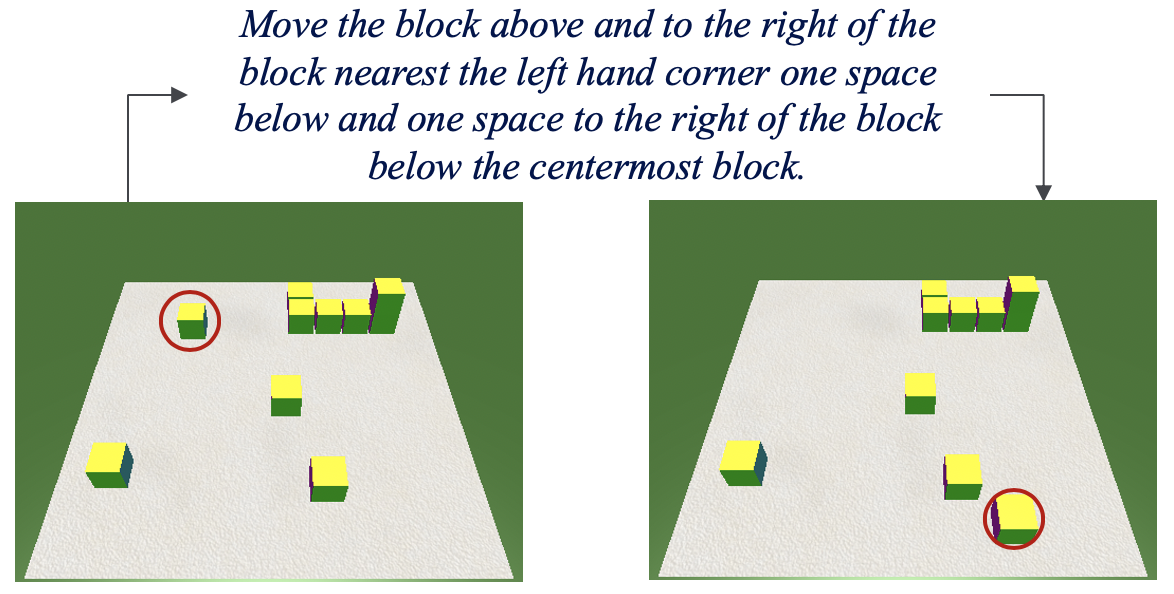 Move the block above and to the right of the
block nearest the left hand corner one space
below and one space to the right of the block
below the centermost block.